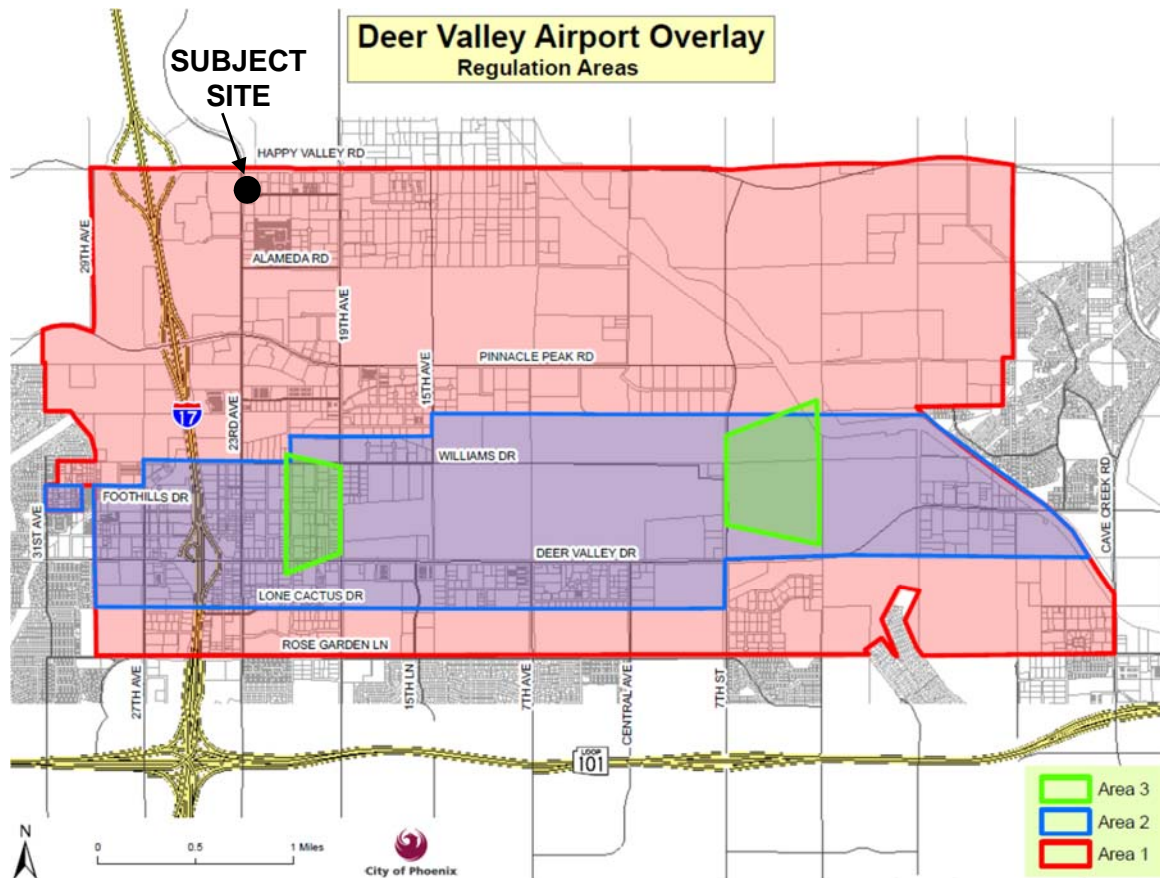 Deer Valley Airport Overlay
Regulation Areas
SUBJECT
SITE
HAPPY VALLEY RD
29TH AVE
ALAMEDA RD
19TH AVE
PINNACLE PEAK RD
15TH AVE
23RD AVE
17
WILLIAMS DR
FOOTHILLS DR
31ST AVE
CAVE CREEK RD
DEER VALLEY DR
LONE CACTUS DR
ROSE GARDEN LN
27TH AVE
15TH LN
7TH AVE
CENTRAL AVE
7TH ST
LOOP
101
Area 3
Area 2
Area 1
N
0 0.5 1 Miles
City of Phoenix